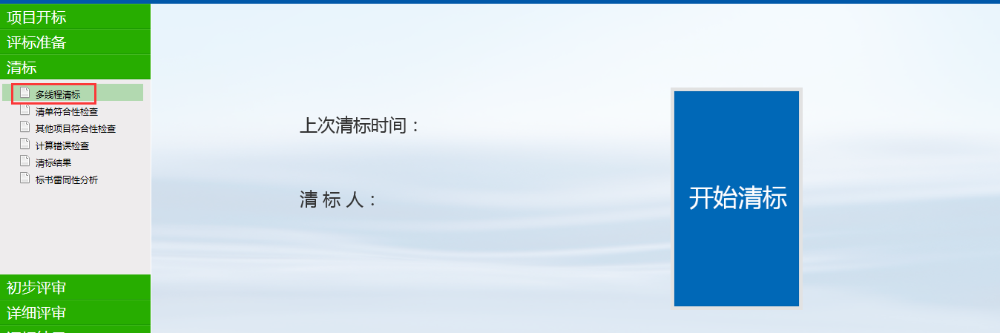 项目开标
评标准备
清标
多线程清标
清单符合性检查
其他项目符合性检查
计算错误检查
清标结果
标书雷同性分析
初步评审
详细评审
上次清标时间：
清 标 人：
开始清标